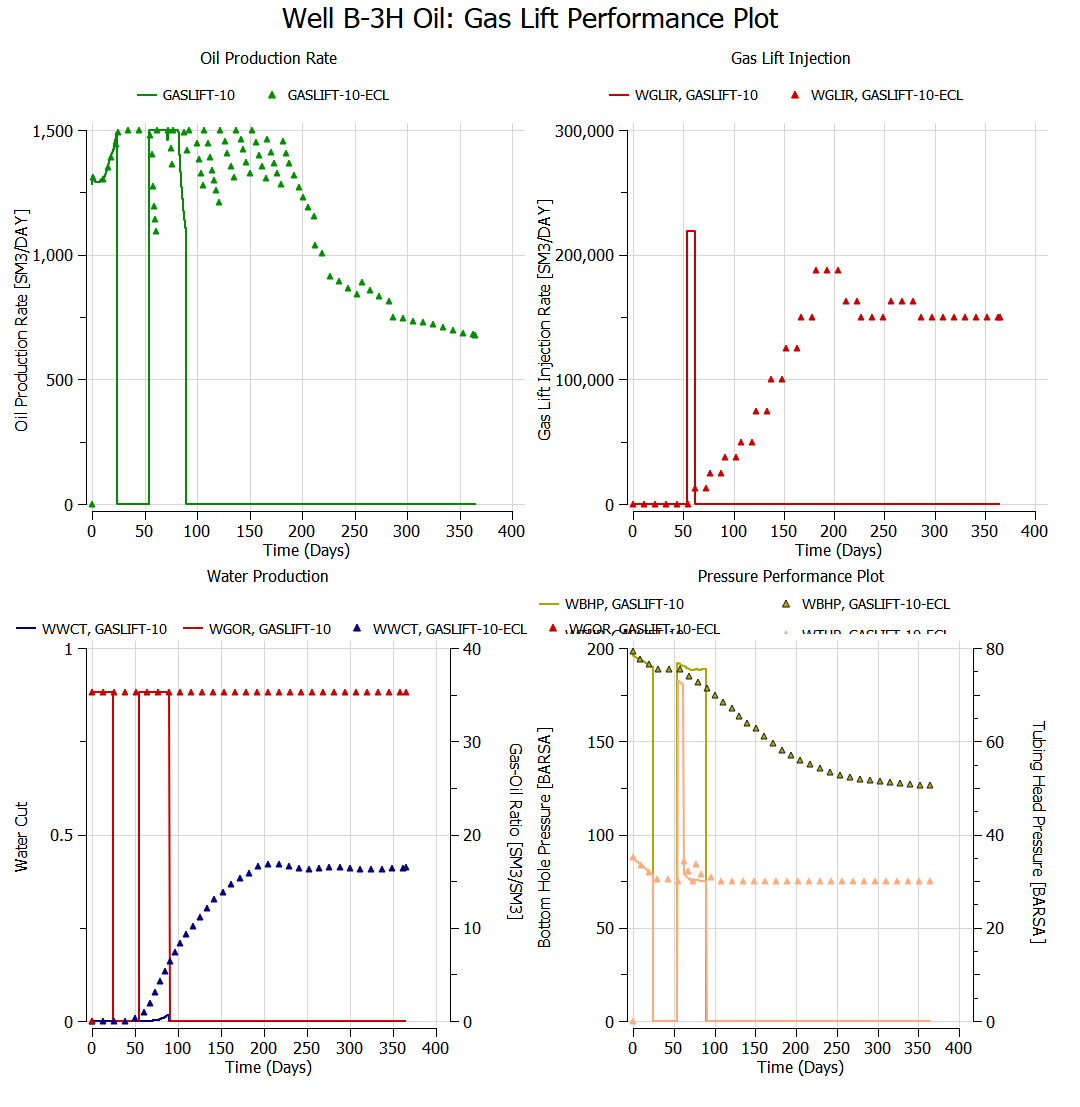 Well B-3H Oil: Gas Lift Performance Plot
Oil Production Rate
GASLIFT-10 GASLIFT-10-ECL
Oil Production Rate [SM3/DAY]
1,500
1,000
500
0
0 50 100 150 200 250 300 350 400
Time (Days)
Gas Lift Injection
WGLIR, GASLIFT-10 WGLIR, GASLIFT-10-ECL
Gas Lift Injection Rate [SM3/DAY]
300,000
200,000
100,000
0
0 50 100 150 200 250 300 350 400
Time (Days)
Water Production
WWCT, GASLIFT-10 WGOR, GASLIFT-10 WWCT, GASLIFT-10-ECL WGOR, GASLIFT-10-ECL
Water Cut
1
0.5
0
40
30
20
10
0
Gas-Oil Ratio [SM3/SM3]
0 50 100 150 200 250 300 350 400
Time (Days)
Pressure Performance Plot
WBHP, GASLIFT-10 WBHP, GASLIFT-10-ECL
Bottom Hole Pressure [BARSA]
200
150
100
50
0
80
60
40
20
0
Tubing Head Pressure [BARSA]
0 50 100 150 200 250 300 350 400
Time (Days)